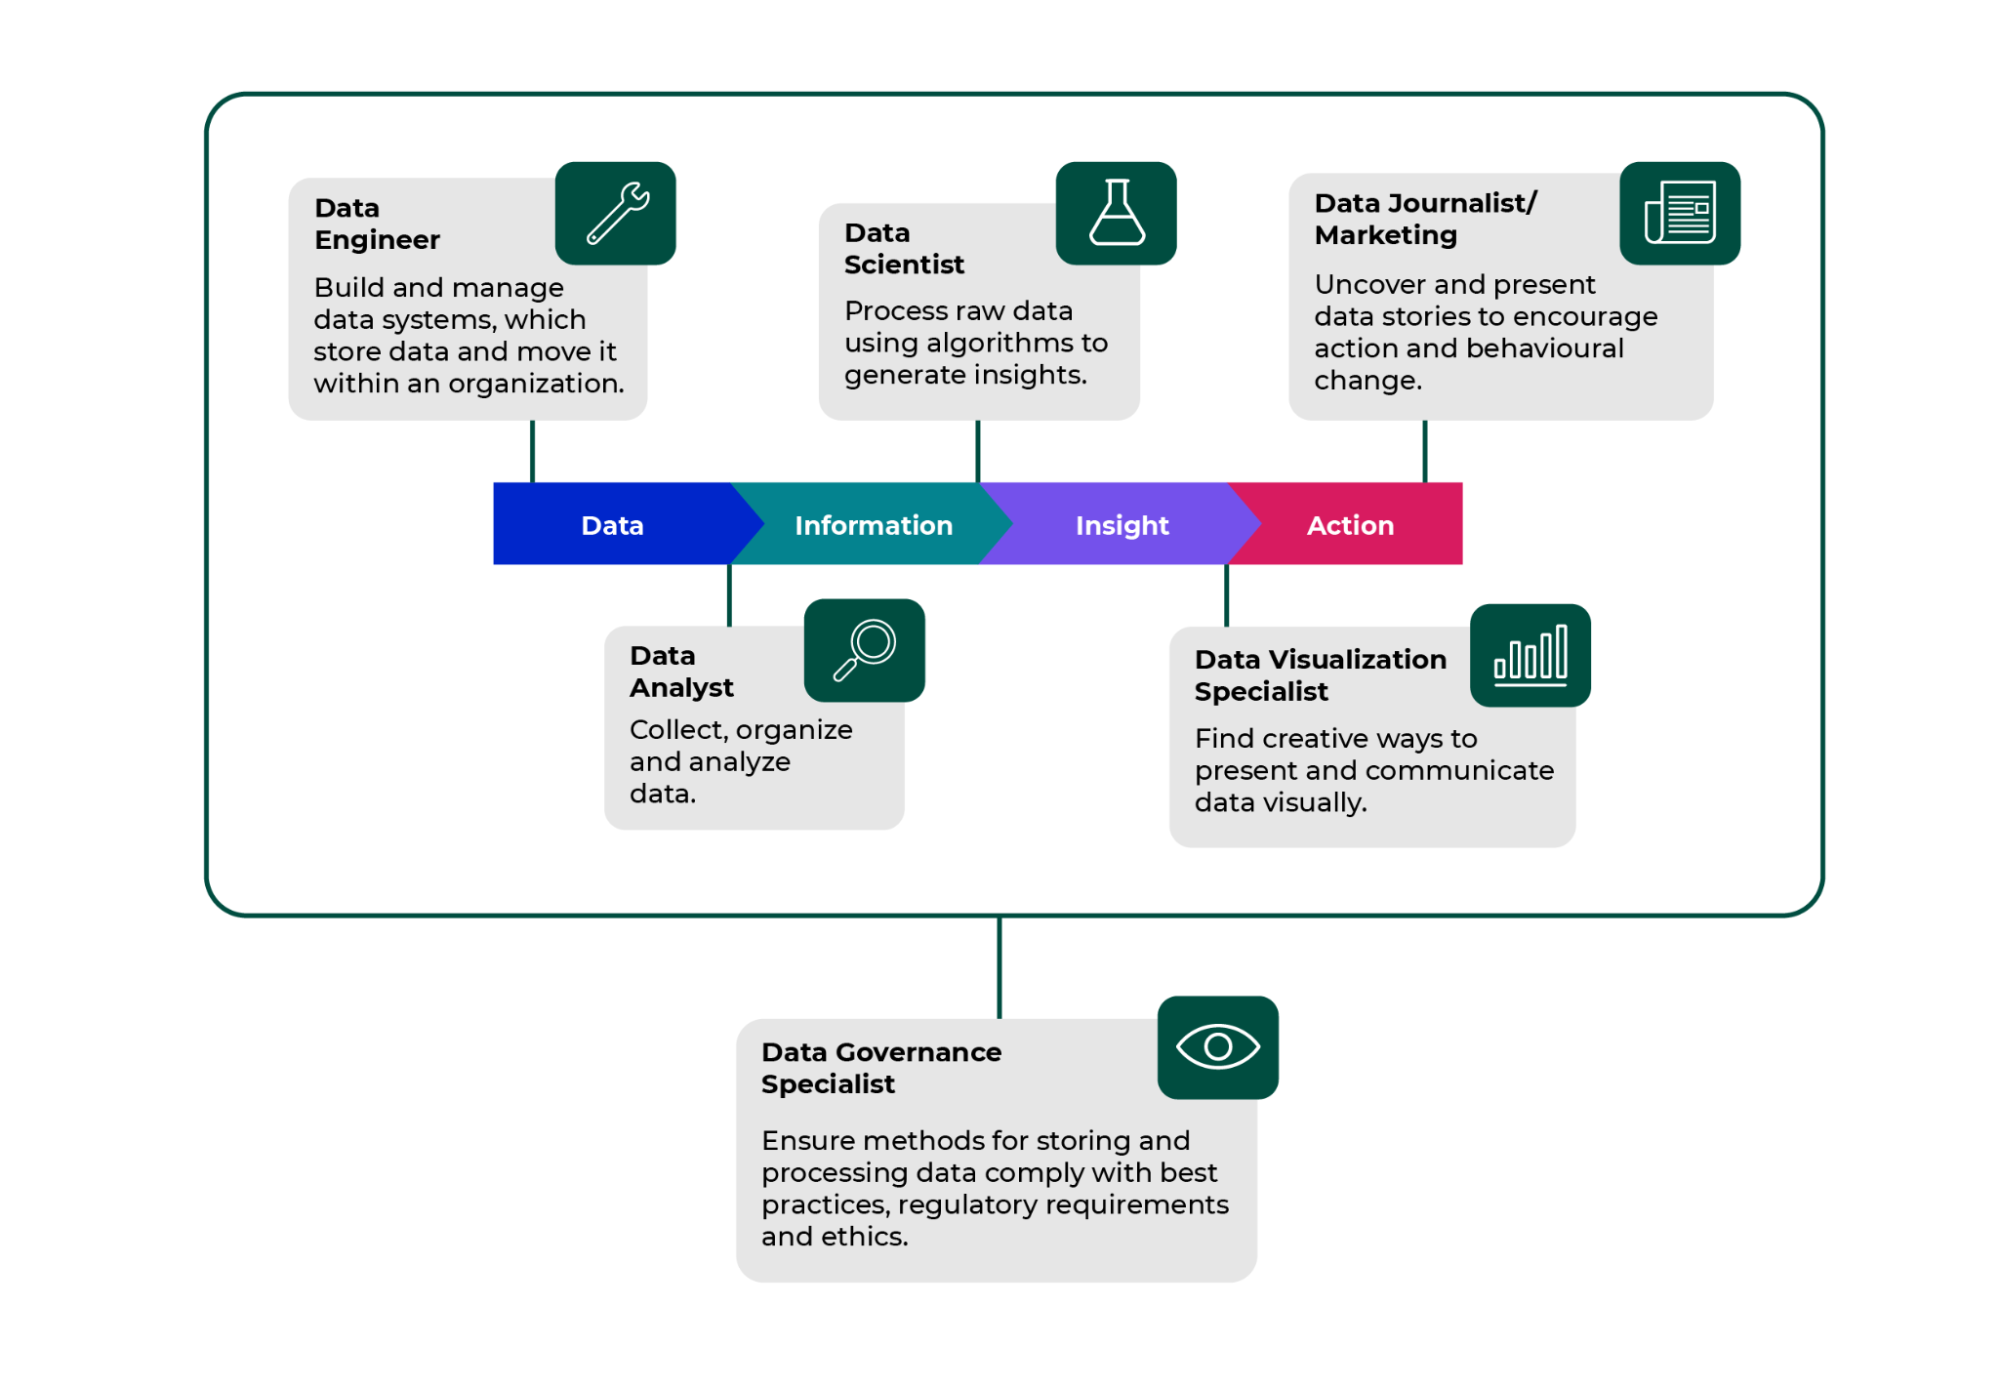 Data
Engineer
Build and manage
data systems, which
store data and move it
within an organization.
Data
Scientist
Process raw data
using algorithms to
generate insights.
Data Journalist/
Marketing
Uncover and present
data stories to encourage
action and behavioural
change.
Data
Information
Insight
Action
Data
Analyst
Collect, organize
and analyze
data.
Data Visualization
Specialist
Find creative ways to
present and communicate
data visually.
Data Governance
Specialist
Ensure methods for storing and
processing data comply with best
practices, regulatory requirements
and ethics.